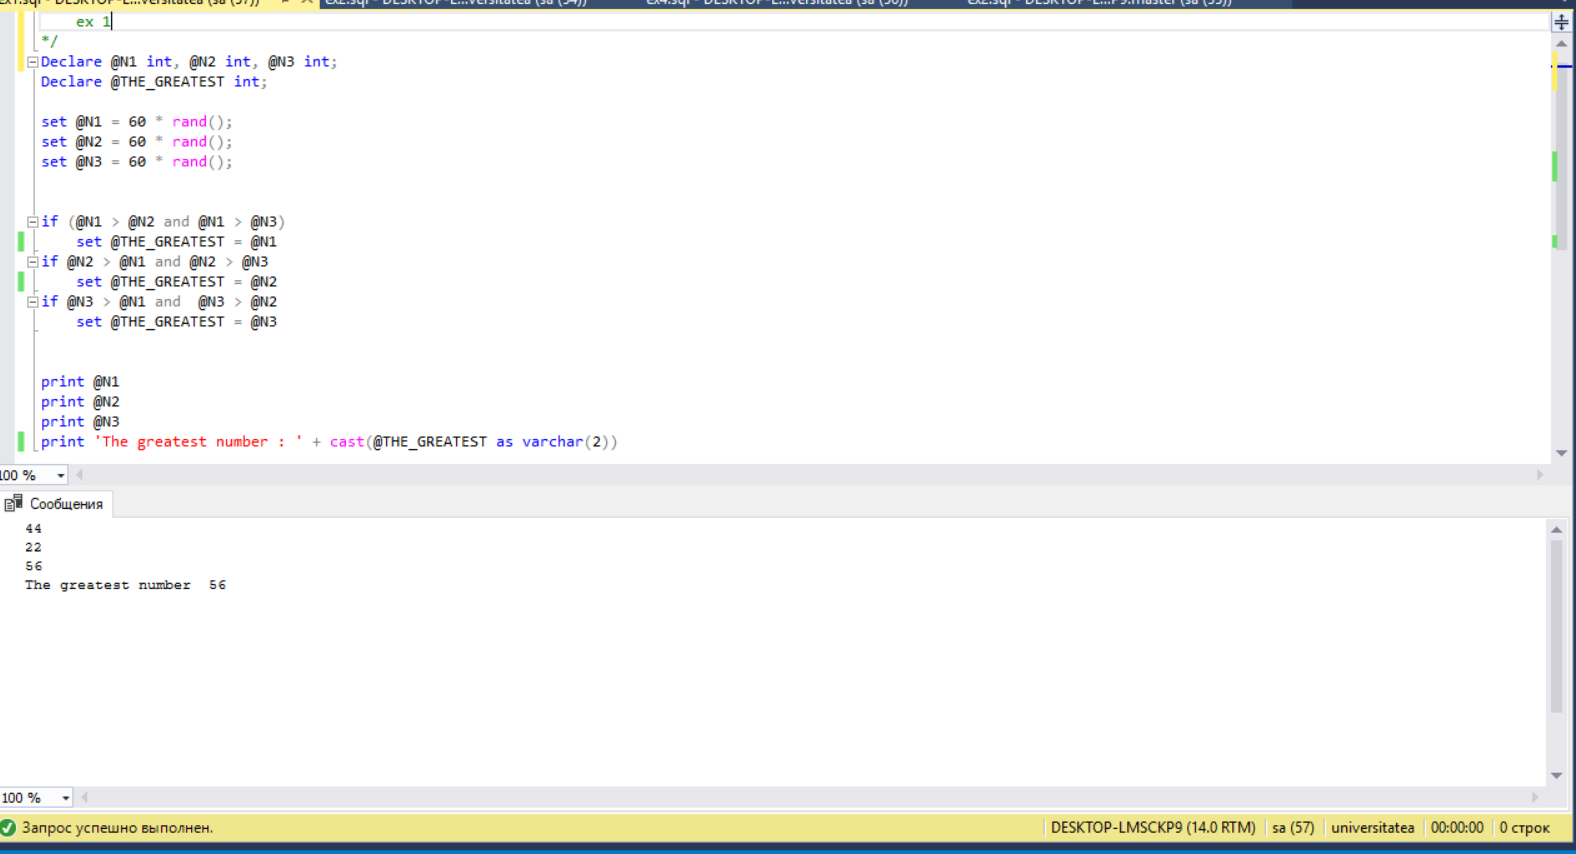 ex1.sql - DESKTOP-L...versitatea (sa (57)) ex2.sql - DESKTOP-L...versitatea (sa (54)) ex4.sql - DESKTOP-L...versitatea (sa (56)) ex2.sql - DESKTOP-L...P9.master (sa (55))
ex 1
*/
Declare @N1 int, @N2 int, @N3 int;
Declare @THE_GREATEST int;
set @N1 = 60 * rand();
set @N2 = 60 * rand();
set @N3 = 60 * rand();
if (@N1 > @N2 and @N1 > @N3)
set @THE_GREATEST = @N1
if @N2 > @N1 and @N2 > @N3
set @THE_GREATEST = @N2
if @N3 > @N1 and  @N3 > @N2
set @THE_GREATEST = @N3
print @N1
print @N2
print @N3
print 'The greatest number : ' + cast(@THE_GREATEST as varchar(2))
100 %
Сообщения
44
22
56
The greatest number  56
100 %
Запрос успешно выполнен. DESKTOP-LMSCKP9 (14.0 RTM) sa (57) universitatea 00:00:00 0 строк